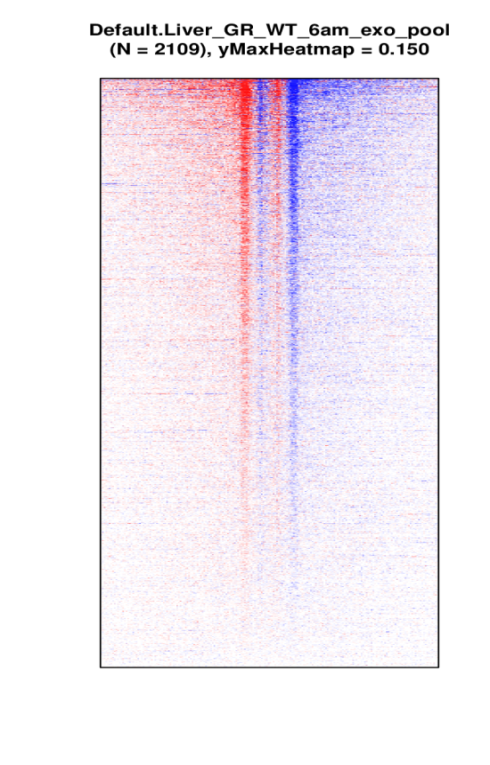 Default.Liver_GR_WT_6am_exo_pool
(N = 2109), yMaxHeatmap = 0.150